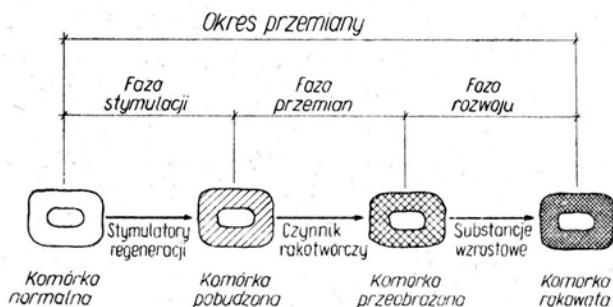 Okres przemiany
Faza
stymulacji
Faza
przemian
Faza
rozwoju
Stymulatory
regeneracji
Czynnik
rakotwórczy
Substancje
wzrostowe
Komórka
normalna
Komórka
pobudzona
Komórka
przeobrażona
Komórka
rakowata